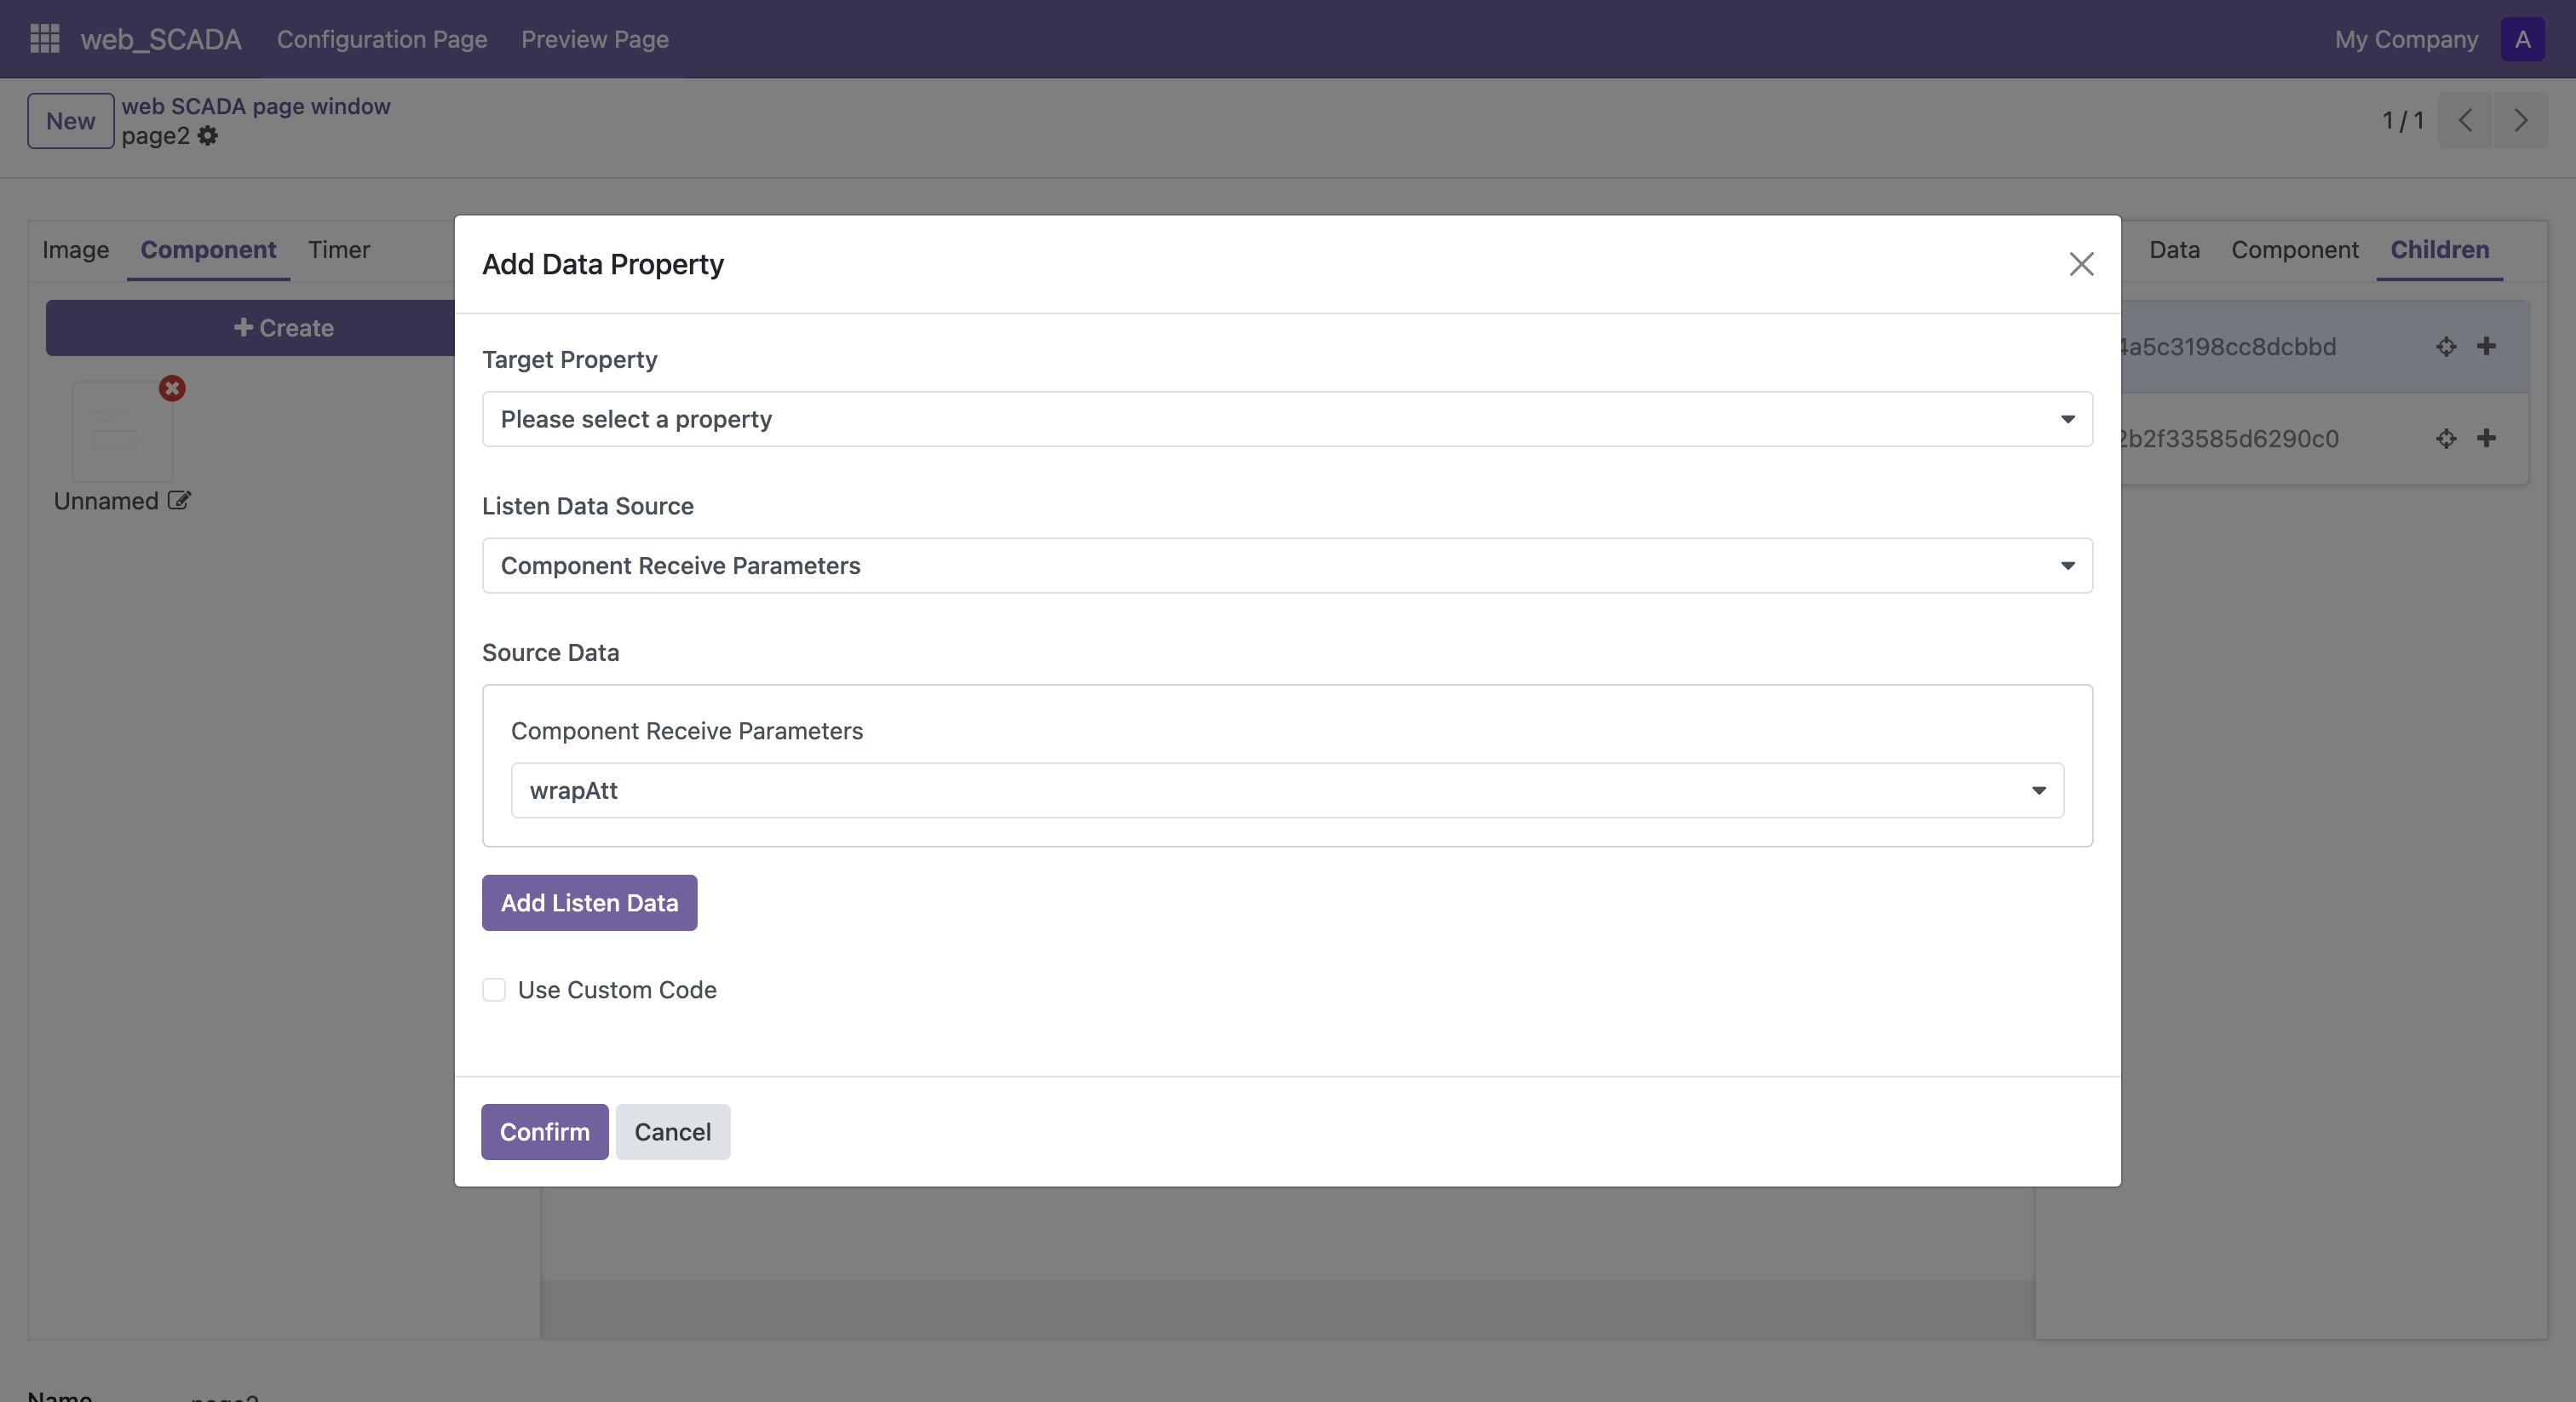 web_SCADA Configuration Page Preview Page My Company A
New web SCADA page window
page2
1 / 1
Image Component Timer
Create
Unnamed
Add Data Property
Target Property
Please select a property
Listen Data Source
Component Receive Parameters
Source Data
Component Receive Parameters
wrapAtt
Add Listen Data
Use Custom Code
Confirm Cancel
Data Component Children
4a5c3198cc8dcbbd
2b2f33585d6290c0
Name page2